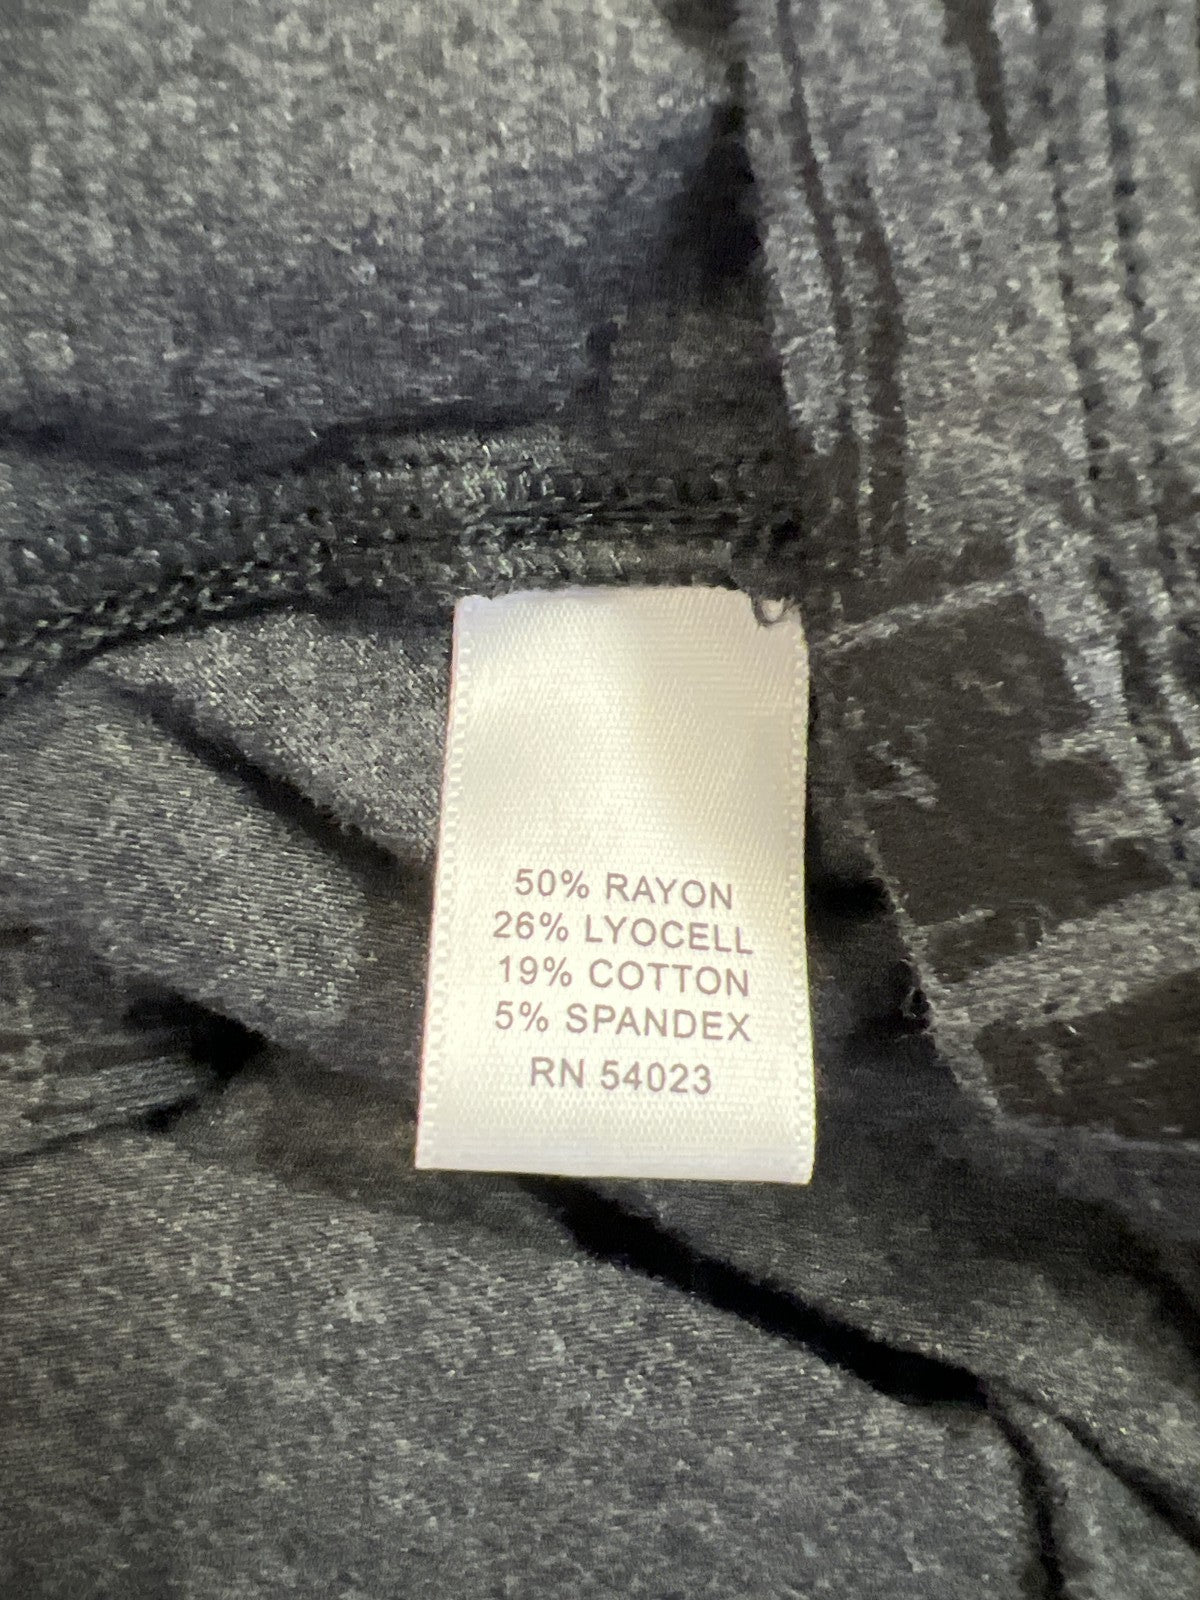 50% RAYON
26% LYOCELL
19% COTTON
5% SPANDEX
RN 54023